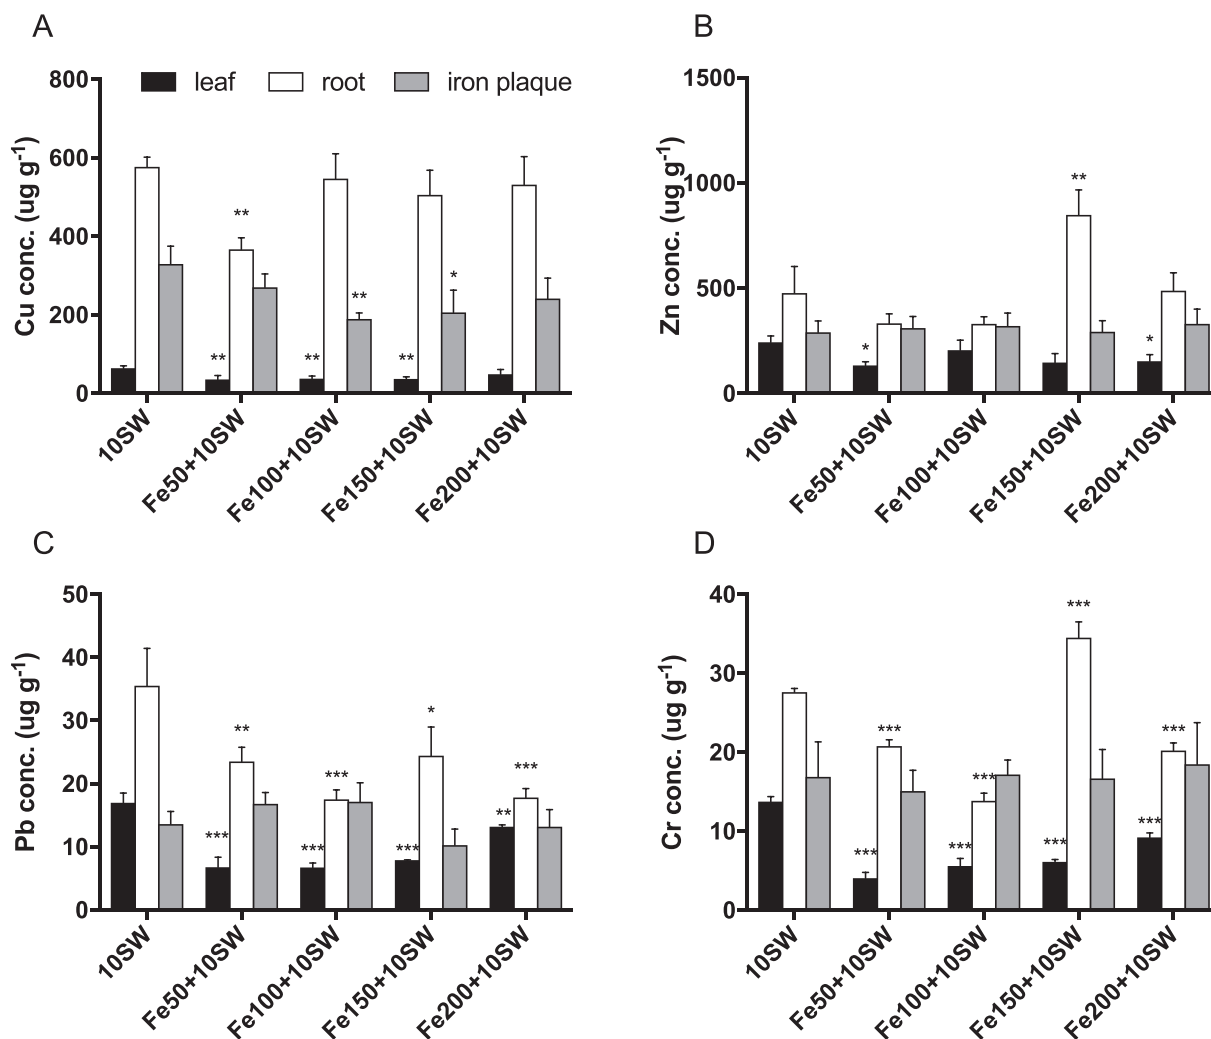 A
800
600
400
200
0
Cu conc. (ug g-1)
leaf root iron plaque
** ** ** ** ** *
10SW Fe50+10SW Fe100+10SW Fe150+10SW Fe200+10SW
B
1500
1000
500
0
Zn conc. (ug g-1)
* ** *
10SW Fe50+10SW Fe100+10SW Fe150+10SW Fe200+10SW
C
50
40
30
20
10
0
Pb conc. (ug g-1)
*** ** *** *** *** * ** ***
10SW Fe50+10SW Fe100+10SW Fe150+10SW Fe200+10SW
D
40
30
20
10
0
Cr conc. (ug g-1)
*** *** *** *** *** *** *** ***
10SW Fe50+10SW Fe100+10SW Fe150+10SW Fe200+10SW